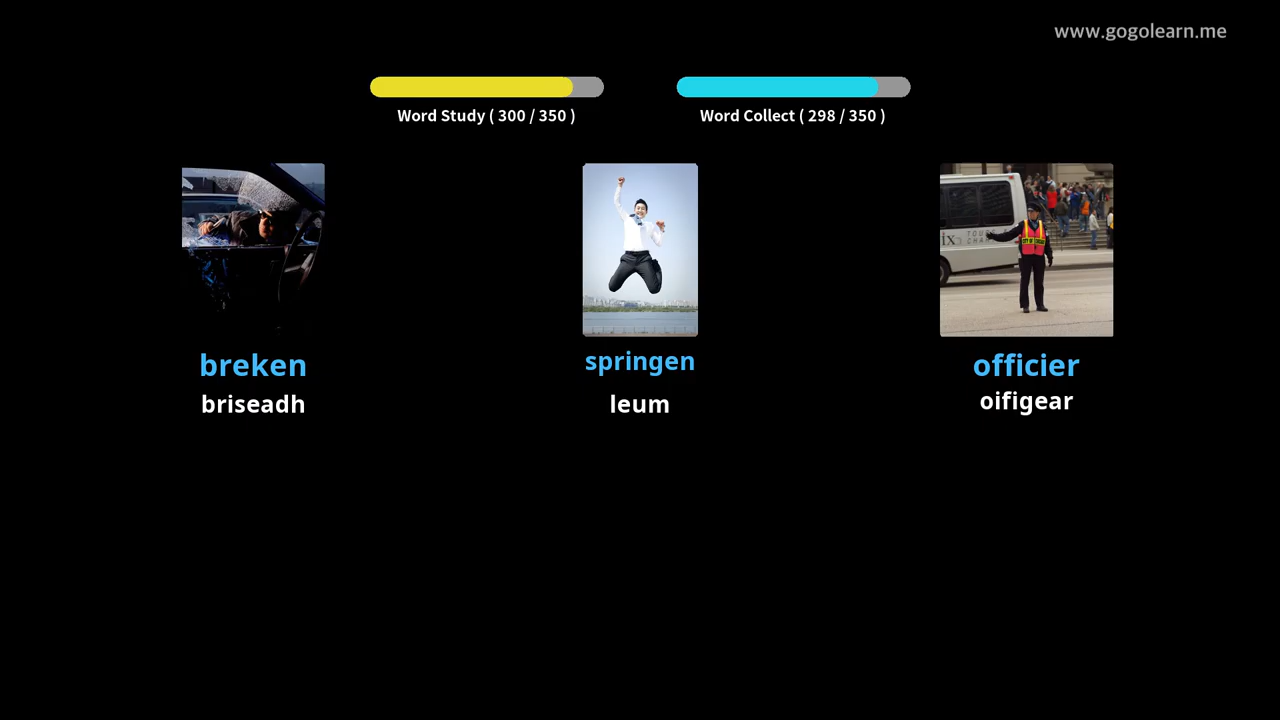 www.gogolearn.me
Word Study ( 300 / 350 )
Word Collect ( 298 / 350 )
breken
springen
officier
briseadh
leum
oifigear